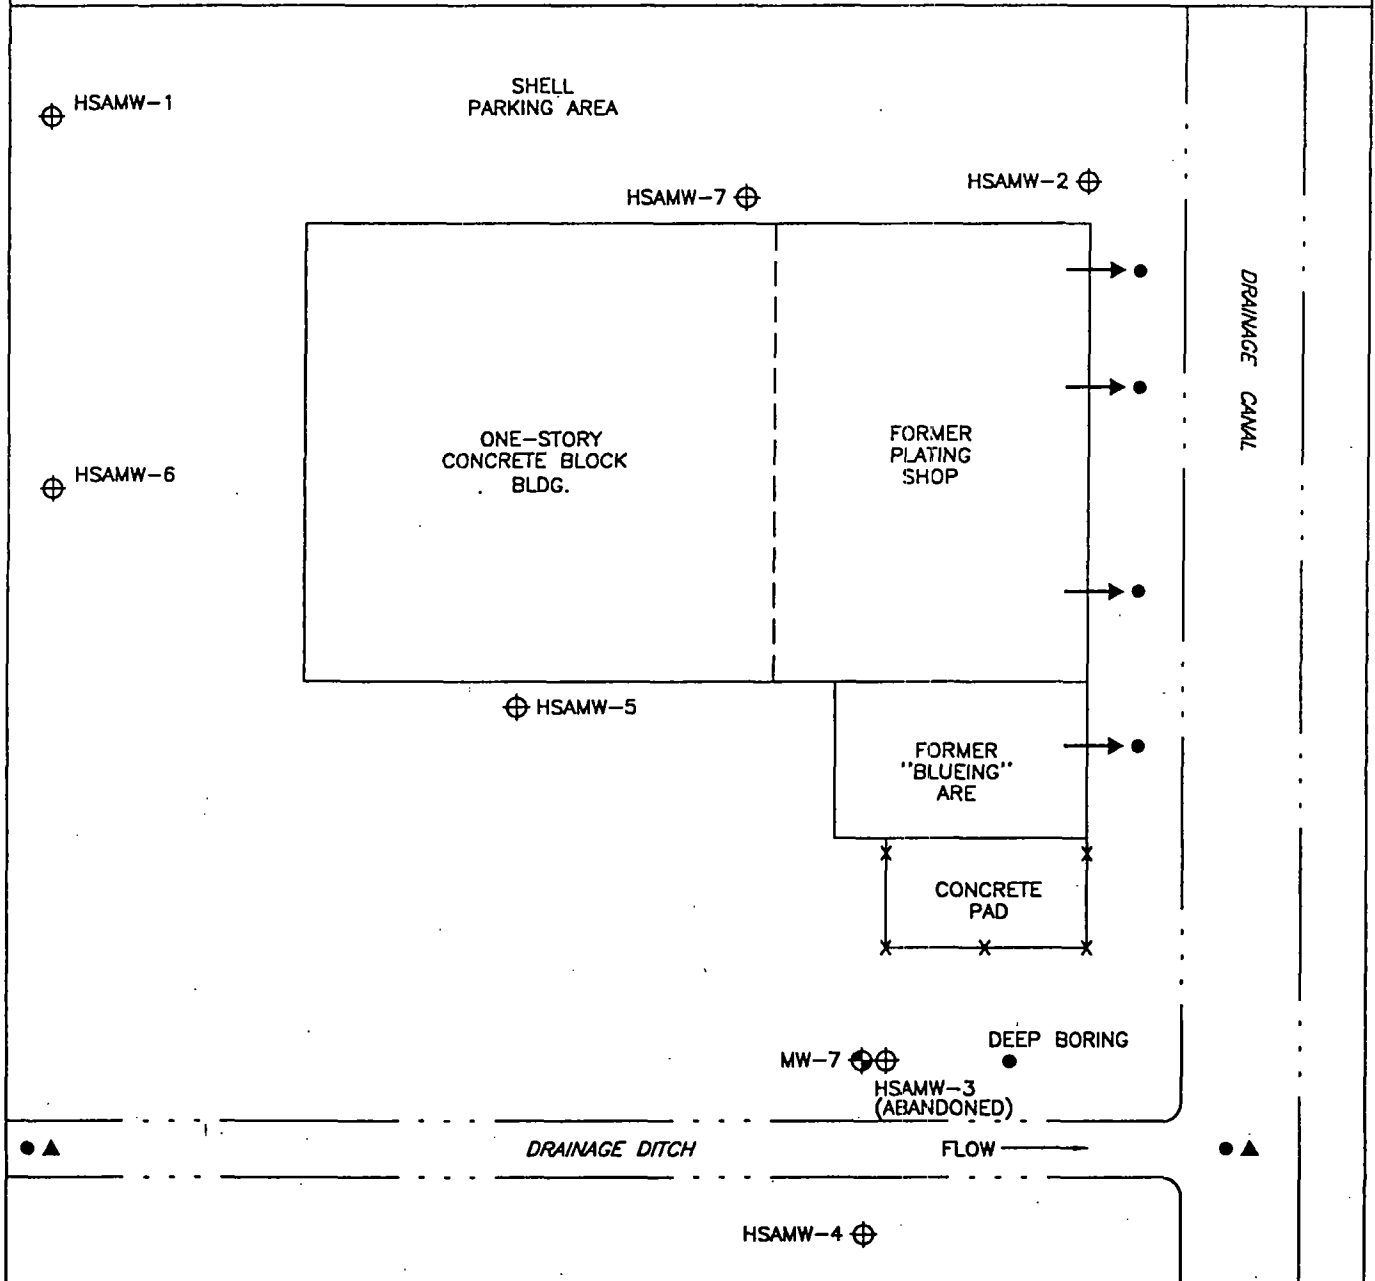 SHELL
PARKING AREA
HSAMW-1
HSAMW-2
HSAMW-7
DRAINAGE CANAL
ONE-STORY
CONCRETE BLOCK
BLDG.
FORMER
PLATING
SHOP
HSAMW-6
HSAMW-5
FORMER
"BLUEING"
ARE
CONCRETE
PAD
DEEP BORING
MW-7
HSAMW-3
(ABANDONED)
DRAINAGE DITCH
FLOW
HSAMW-4